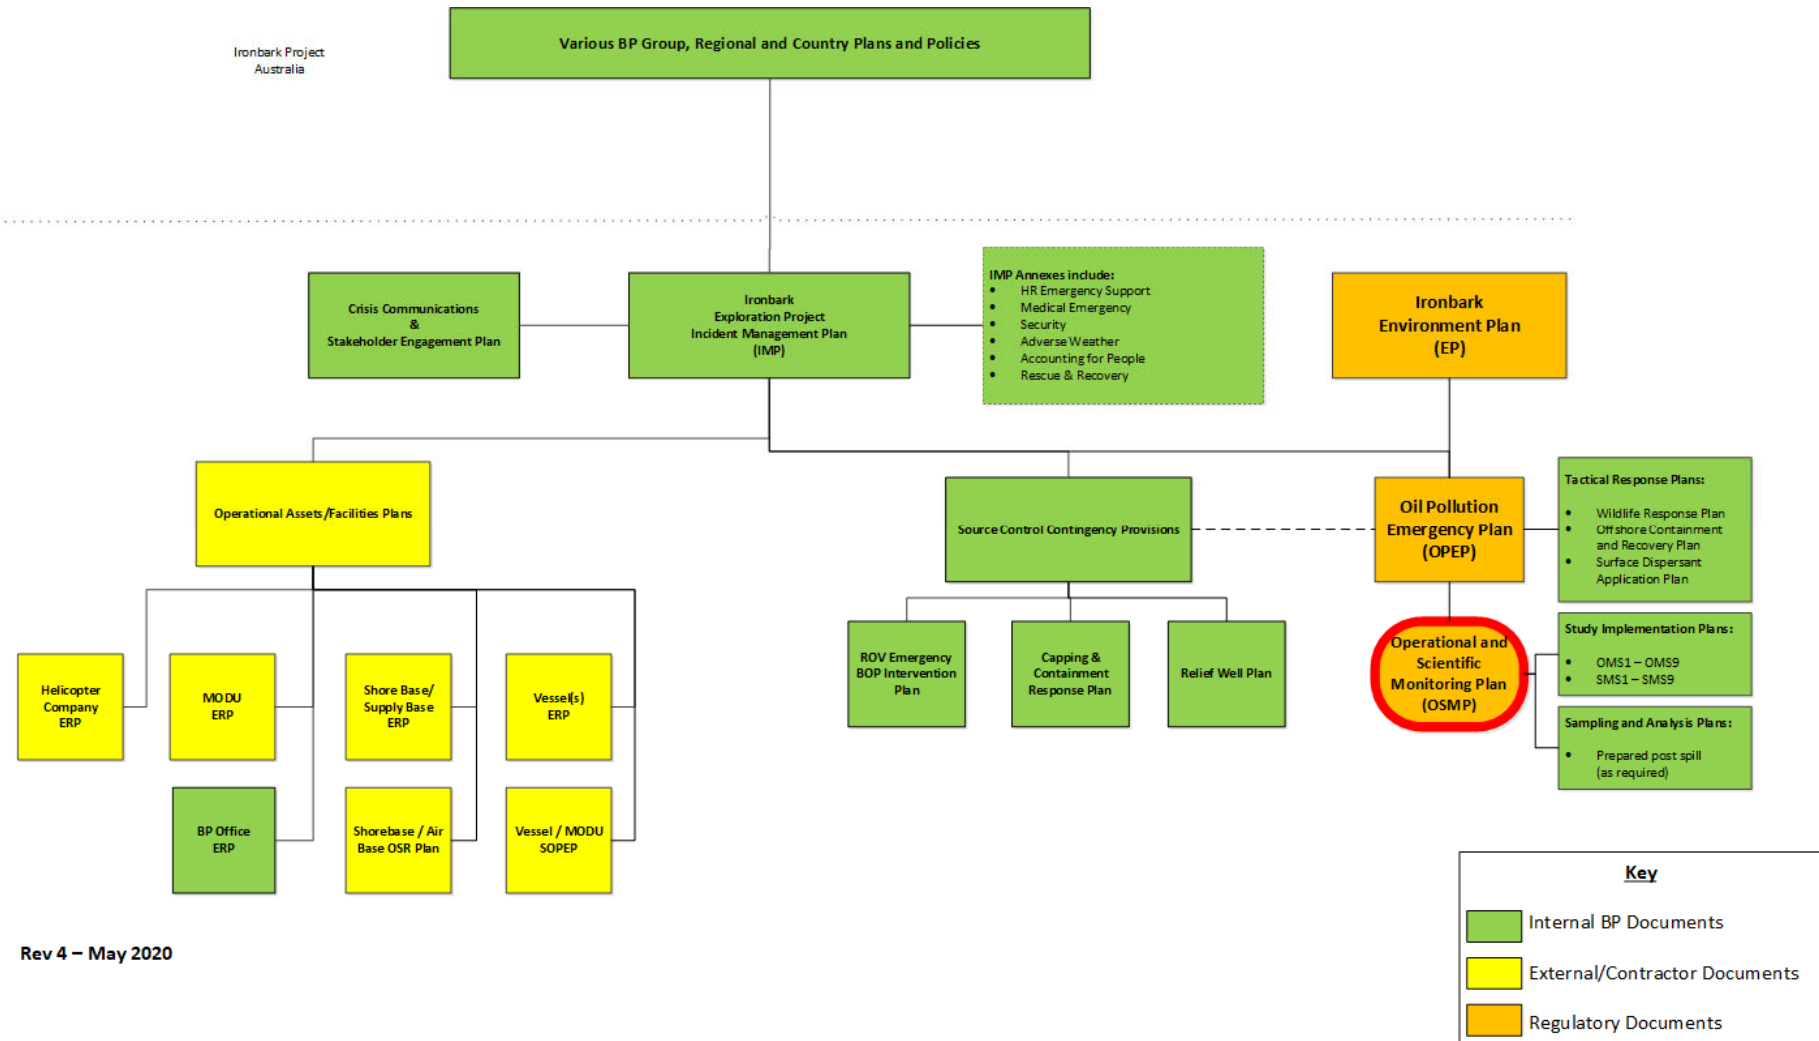 Various BP Group, Regional and Country Plans and Policies
Ironbark Project
Australia
Crisis Communications
&
Stakeholder Engagement Plan
Ironbark
Exploration Project
Incident Management Plan
(IMP)
IMP Annexes include:
• HR Emergency Support
• Medical Emergency
• Security
• Adverse Weather
• Accounting for People
• Rescue & Recovery
Ironbark
Environment Plan
(EP)
Operational Assets/Facilities Plans
Source Control Contingency Provisions
Oil Pollution
Emergency Plan
(OPEP)
Tactical Response Plans:
• Wildlife Response Plan
• Offshore Containment
and Recovery Plan
• Surface Dispersant
Application Plan
Helicopter
Company
ERP
MODU
ERP
Shore Base/
Supply Base
ERP
Vessel(s)
ERP
ROV Emergency
BOP Intervention
Plan
Capping &
Containment
Response Plan
Relief Well Plan
Operational and
Scientific
Monitoring Plan
(OSMP)
Study Implementation Plans:
• OMS1 – OMS9
• SMS1 – SMS9
Sampling and Analysis Plans:
• Prepared post spill
(as required)
BP Office
ERP
Shorebase / Air
Base OSR Plan
Vessel / MODU
SOPEP
Key
Internal BP Documents
External/Contractor Documents
Regulatory Documents
Rev 4 – May 2020